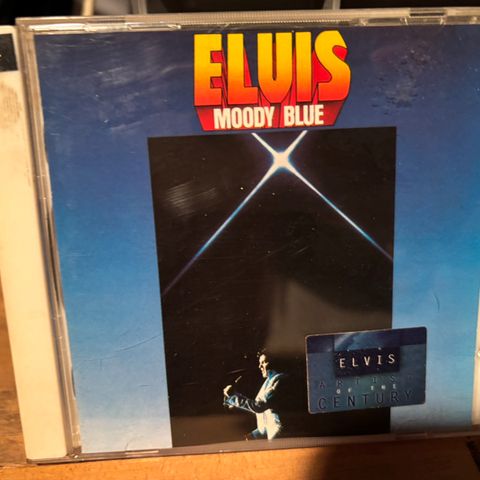 ELVIS
MOODY BLUE
ELVIS
ARTIST
OF THE
CENTURY